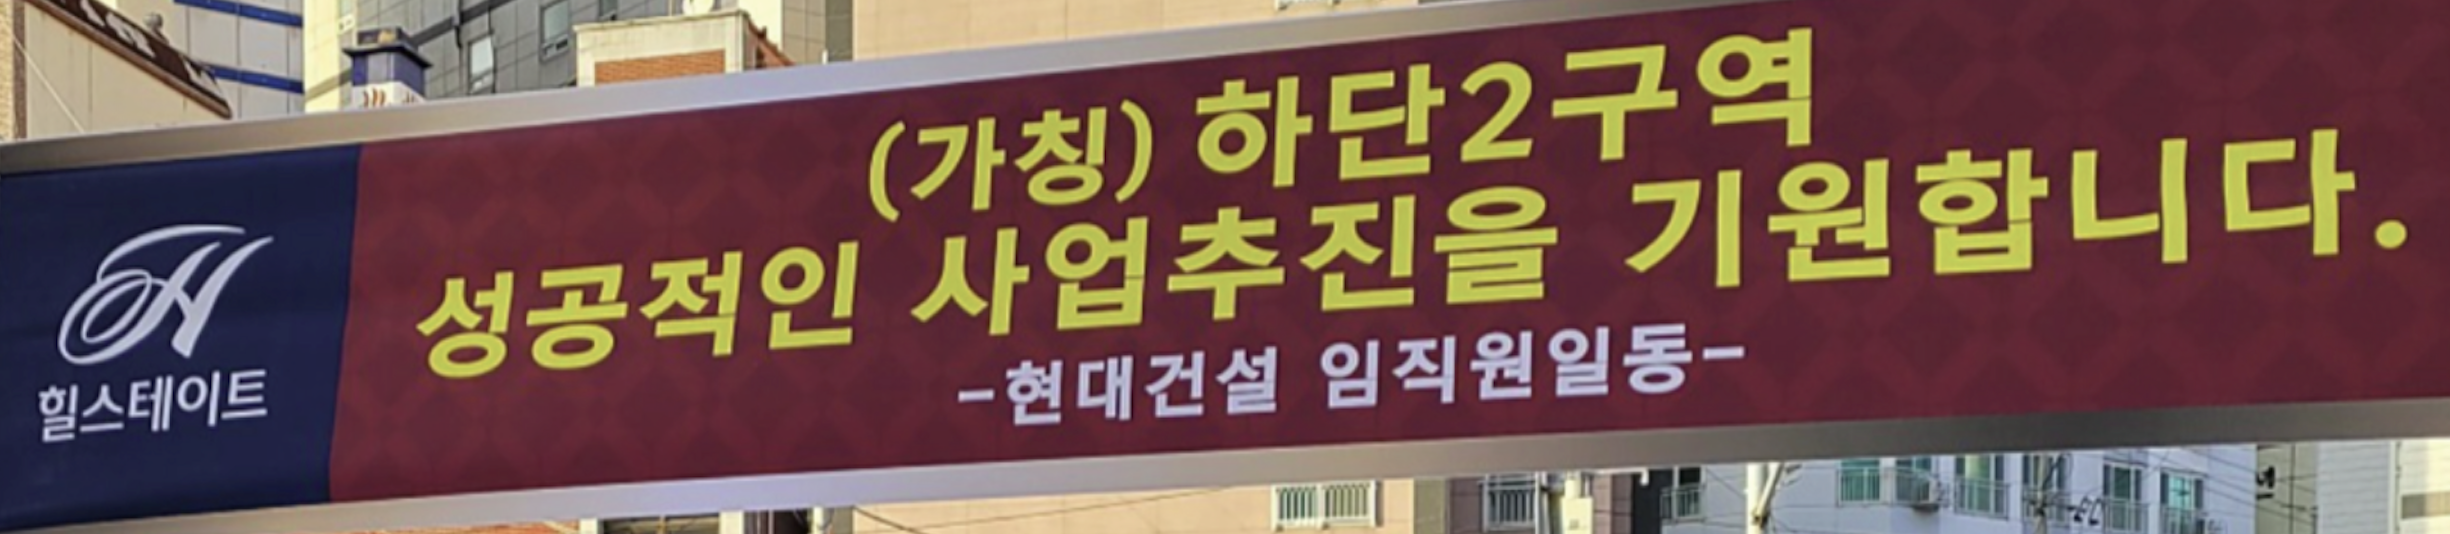 (가칭) 하단2구역
성공적인 사업추진을 기원합니다.
-현대건설 임직원일동-
힐스테이트